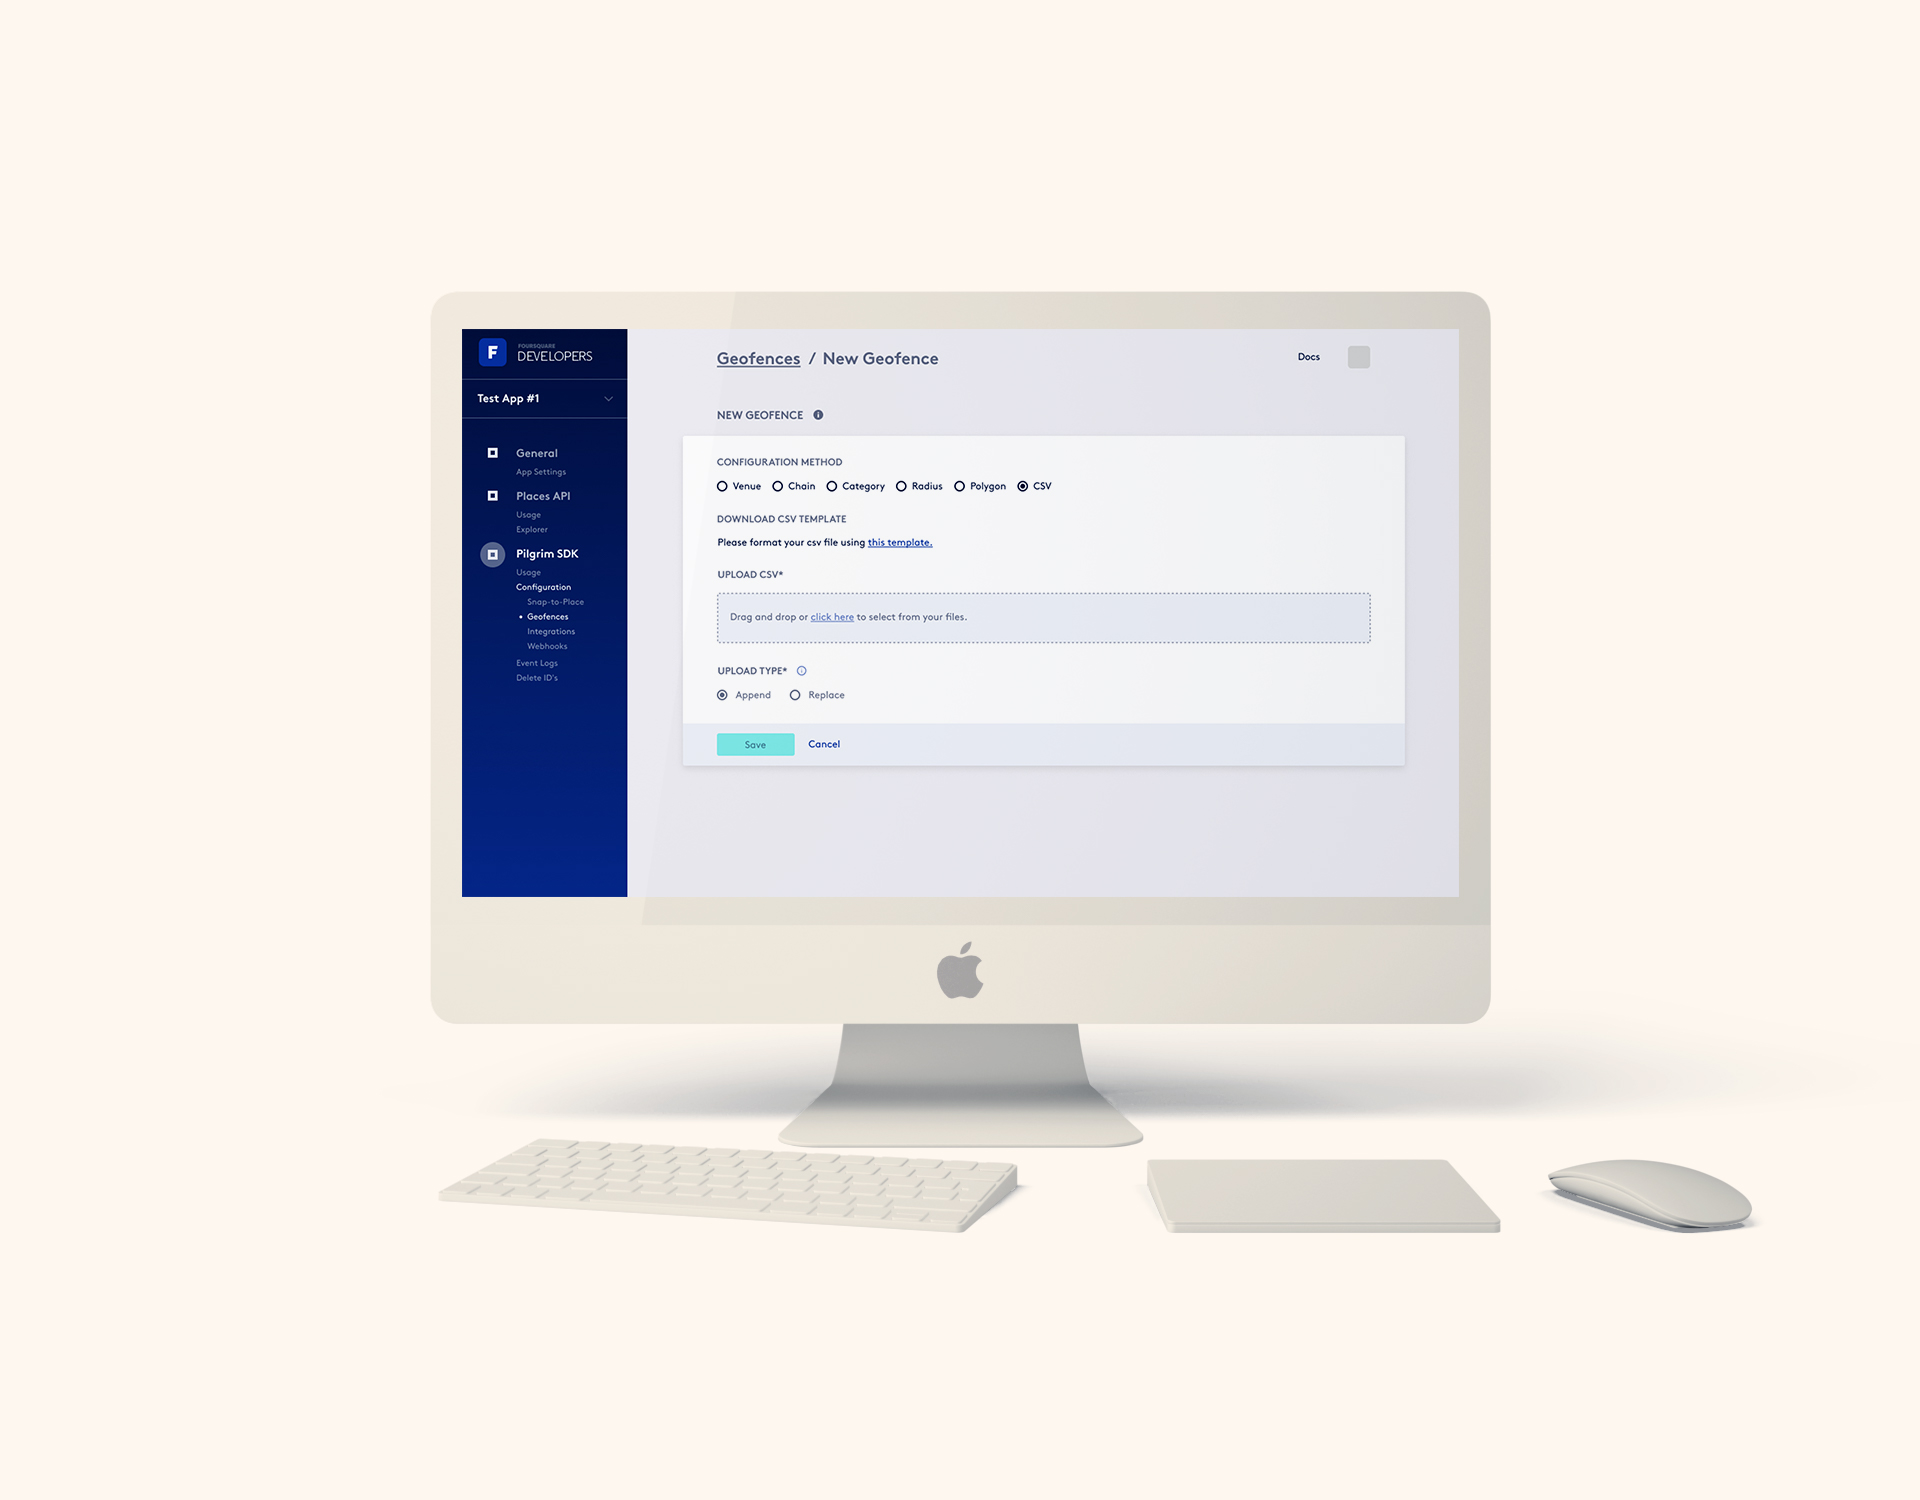 F
FOURSQUARE
DEVELOPERS
Test App #1
General
App Settings
Places API
Usage
Explorer
Pilgrim SDK
Usage
Configuration
Snap-to-Place
• Geofences
Integrations
Webhooks
Event Logs
Delete ID's
Geofences / New Geofence
Docs
NEW GEOFENCE
CONFIGURATION METHOD
Venue Chain Category Radius Polygon CSV
DOWNLOAD CSV TEMPLATE
Please format your csv file using this template.
UPLOAD CSV*
Drag and drop or click here to select from your files.
UPLOAD TYPE*
Append Replace
Save Cancel